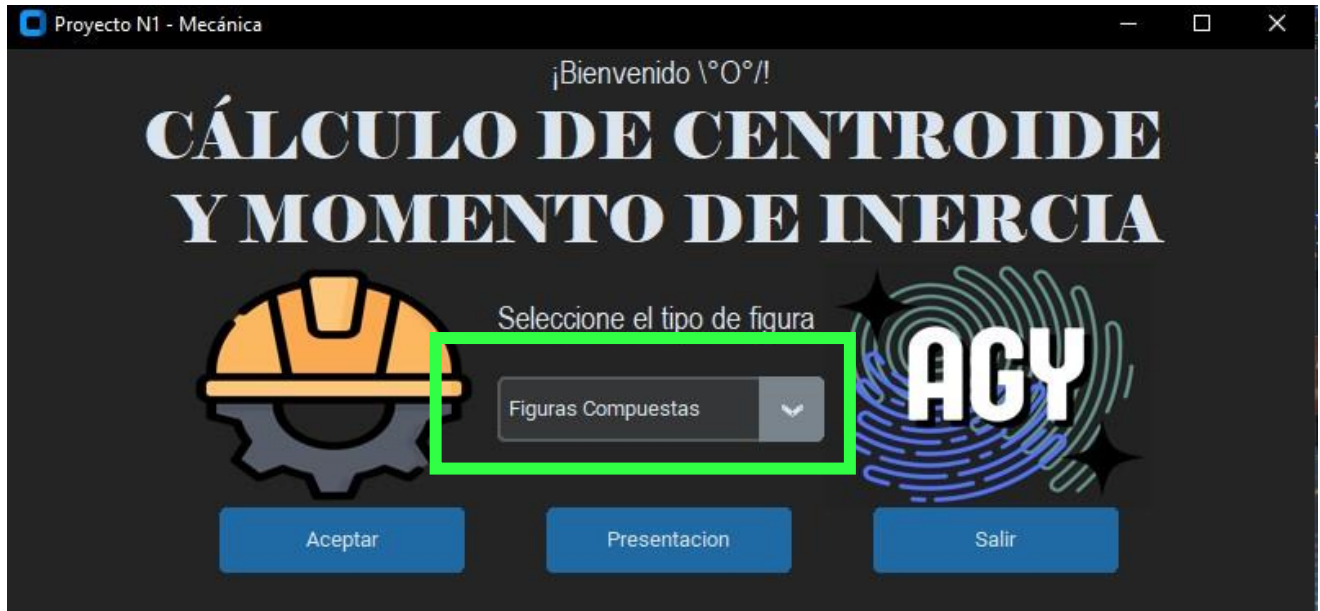 Proyecto N1 - Mecánica
¡Bienvenido \°O°/!
CÁLCULO DE CENTROIDE
Y MOMENTO DE INERCIA
Seleccione el tipo de figura
AGY
Figuras Compuestas
Aceptar
Presentacion
Salir